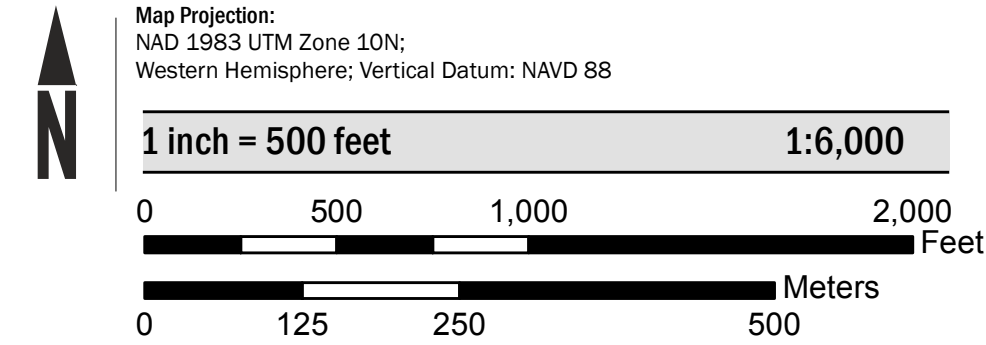 N
Map Projection:
NAD 1983 UTM Zone 10N;
Western Hemisphere; Vertical Datum: NAVD 88
1 inch = 500 feet 1:6,000
0 500 1,000 2,000
Feet
Meters
0 125 250 500